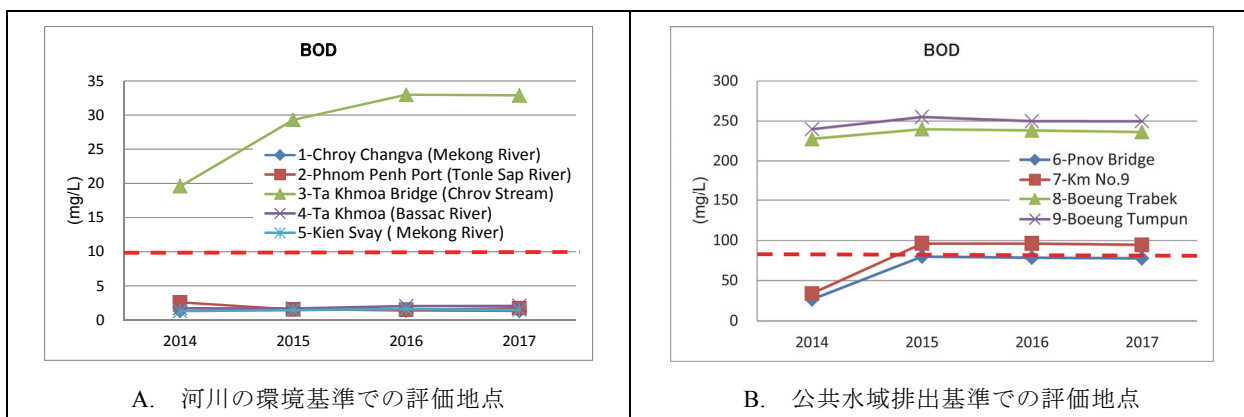 BOD
35
30
25
20
15
10
5
0
(mg/L)
2014 2015 2016 2017
1-Chroy Changva (Mekong River)
2-Phnom Penh Port (Tonle Sap River)
3-Ta Khmoa Bridge (Chrov Stream)
4-Ta Khmoa (Bassac River)
5-Kien Svay ( Mekong River)
A. 河川の環境基準での評価地点
BOD
300
250
200
150
100
50
0
(mg/L)
2014 2015 2016 2017
6-Pnov Bridge
7-Km No.9
8-Boeung Trabek
9-Boeung Tumpun
B. 公共水域排出基準での評価地点